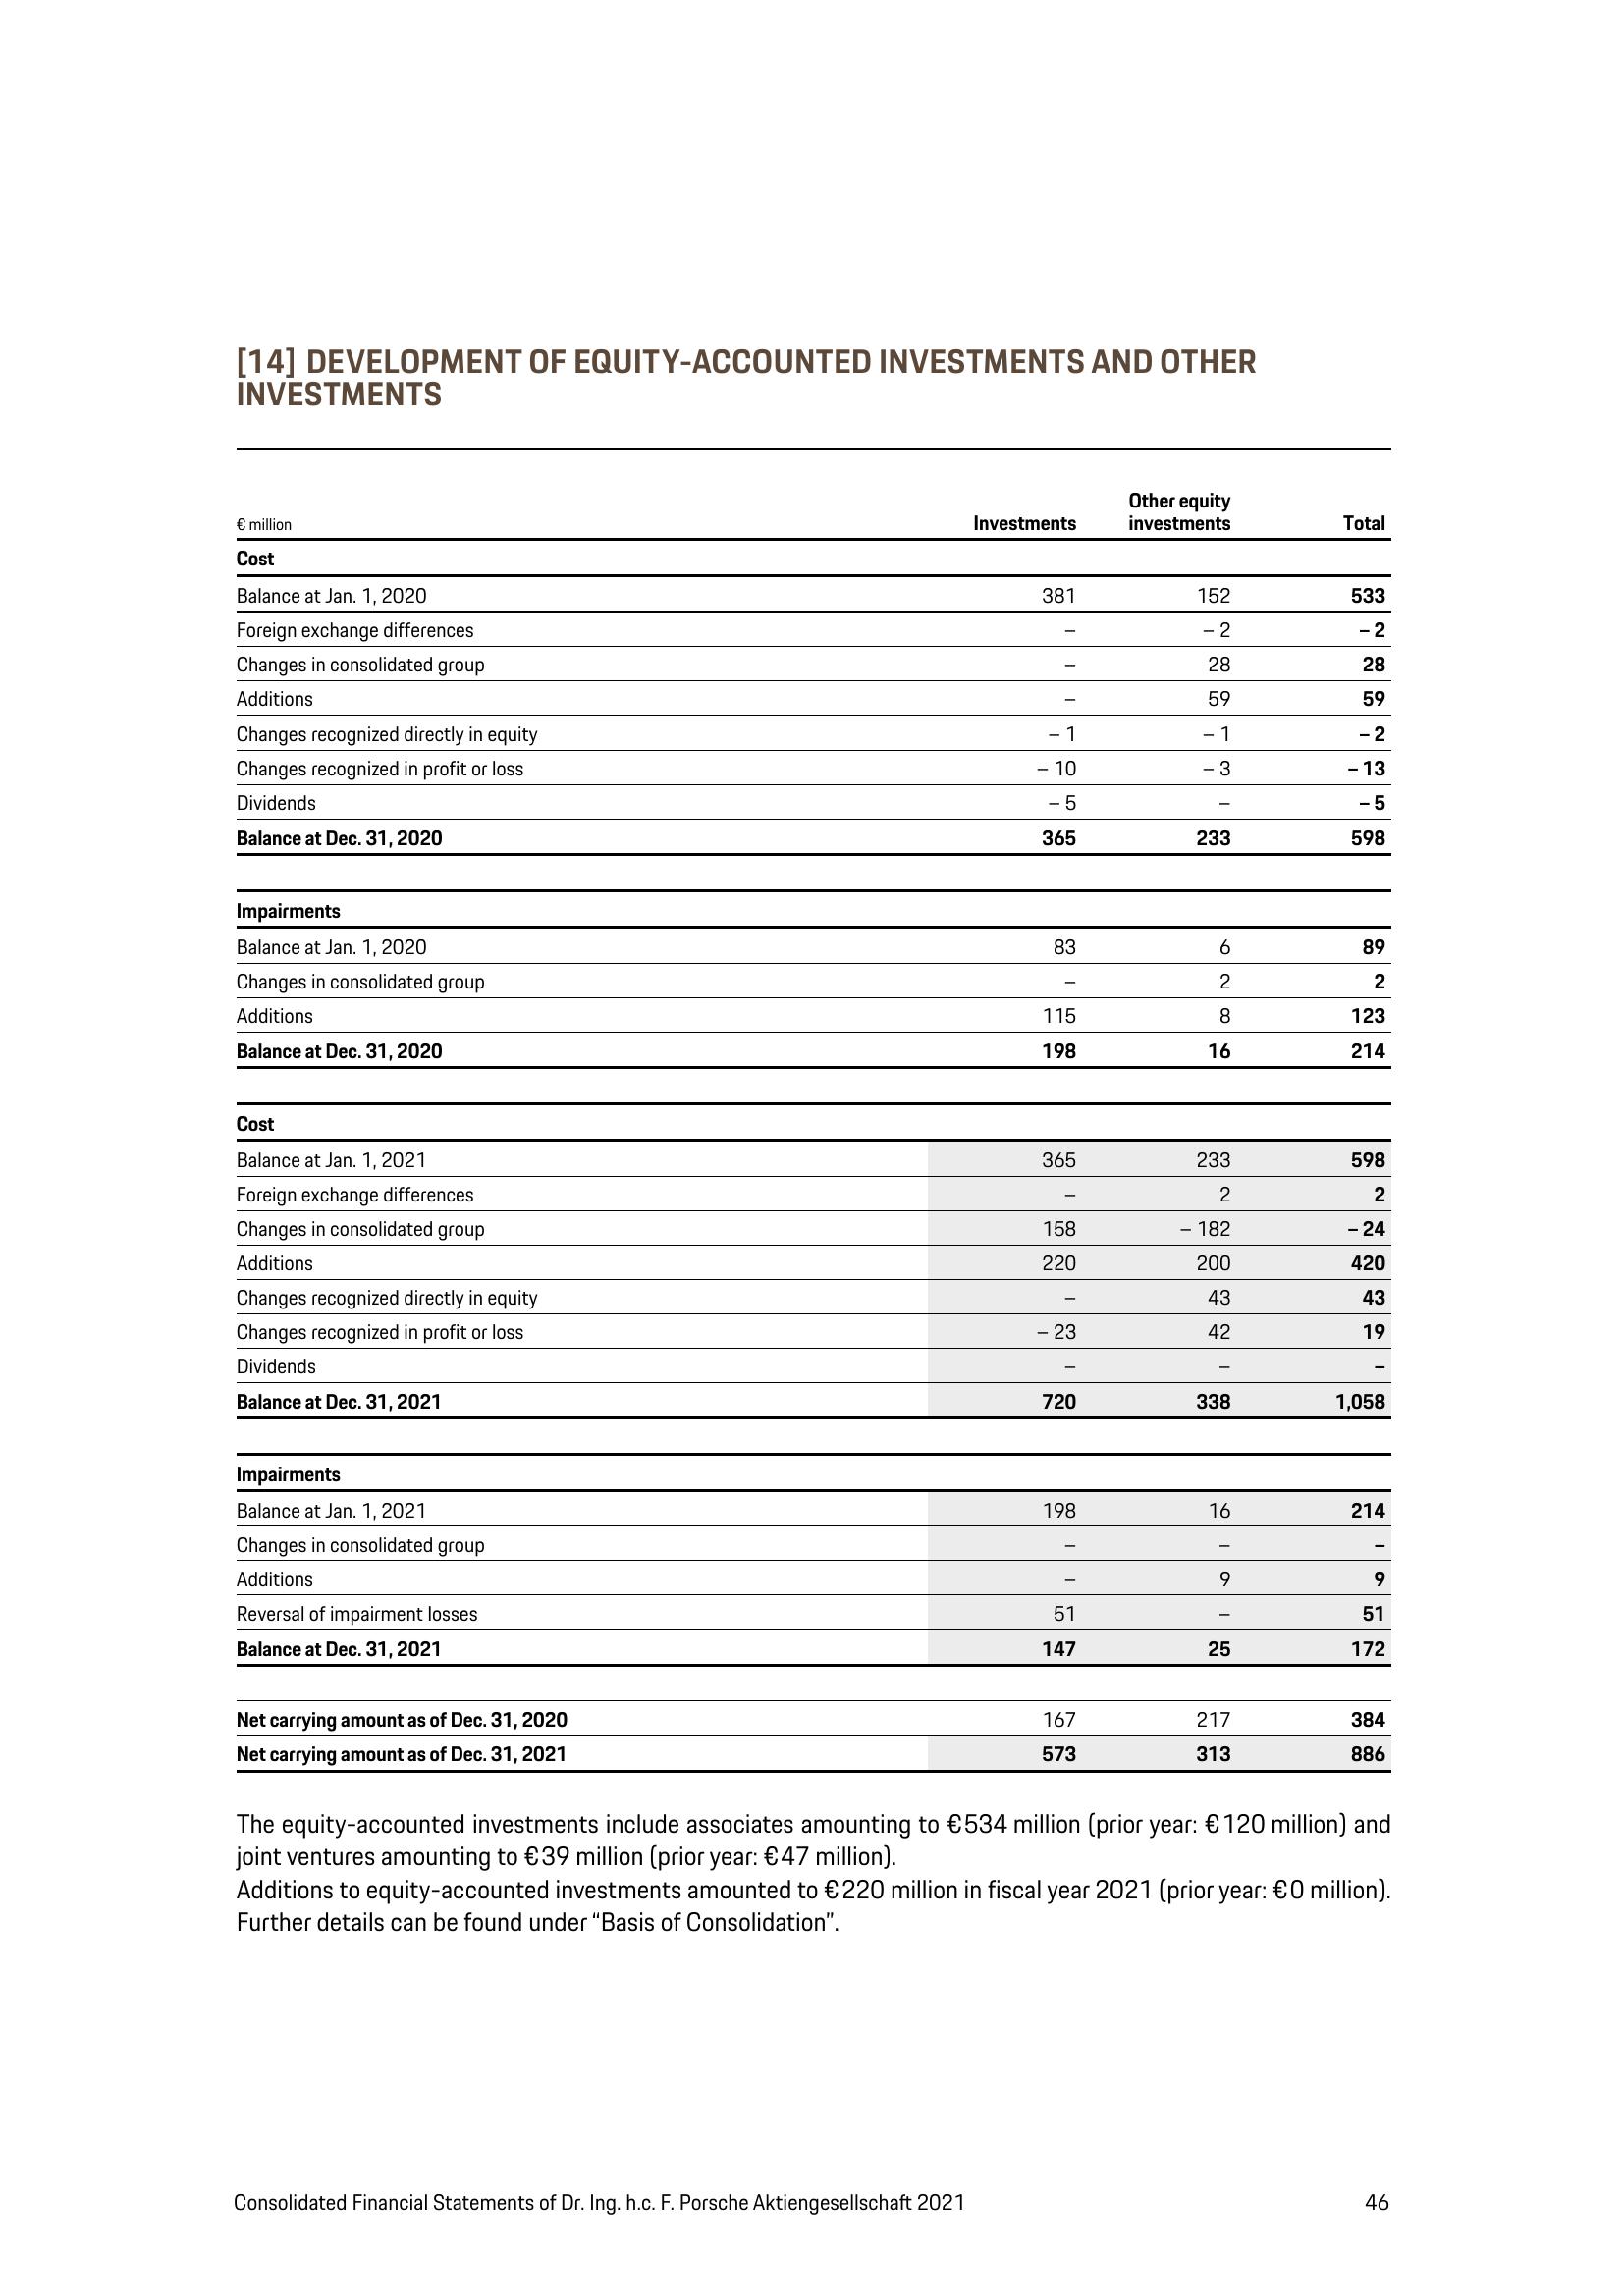 [14] DEVELOPMENT OF EQUITY-ACCOUNTED INVESTMENTS AND OTHER
INVESTMENTS
€ million Investments Other equity investments Total
Cost
Balance at Jan. 1, 2020 381 152 533
Foreign exchange differences – – 2 – 2
Changes in consolidated group – 28 28
Additions – 59 59
Changes recognized directly in equity – 1 – 1 – 2
Changes recognized in profit or loss – 10 – 3 – 13
Dividends – 5 – – 5
Balance at Dec. 31, 2020 365 233 598
Impairments
Balance at Jan. 1, 2020 83 6 89
Changes in consolidated group – 2 2
Additions 115 8 123
Balance at Dec. 31, 2020 198 16 214
Cost
Balance at Jan. 1, 2021 365 233 598
Foreign exchange differences – 2 2
Changes in consolidated group 158 – 182 – 24
Additions 220 200 420
Changes recognized directly in equity – 43 43
Changes recognized in profit or loss – 23 42 19
Dividends – – –
Balance at Dec. 31, 2021 720 338 1,058
Impairments
Balance at Jan. 1, 2021 198 16 214
Changes in consolidated group – – –
Additions – 9 9
Reversal of impairment losses 51 – 51
Balance at Dec. 31, 2021 147 25 172
Net carrying amount as of Dec. 31, 2020 167 217 384
Net carrying amount as of Dec. 31, 2021 573 313 886
The equity-accounted investments include associates amounting to €534 million (prior year: €120 million) and
joint ventures amounting to €39 million (prior year: €47 million).
Additions to equity-accounted investments amounted to €220 million in fiscal year 2021 (prior year: €0 million).
Further details can be found under “Basis of Consolidation”.
Consolidated Financial Statements of Dr. Ing. h.c. F. Porsche Aktiengesellschaft 2021 46